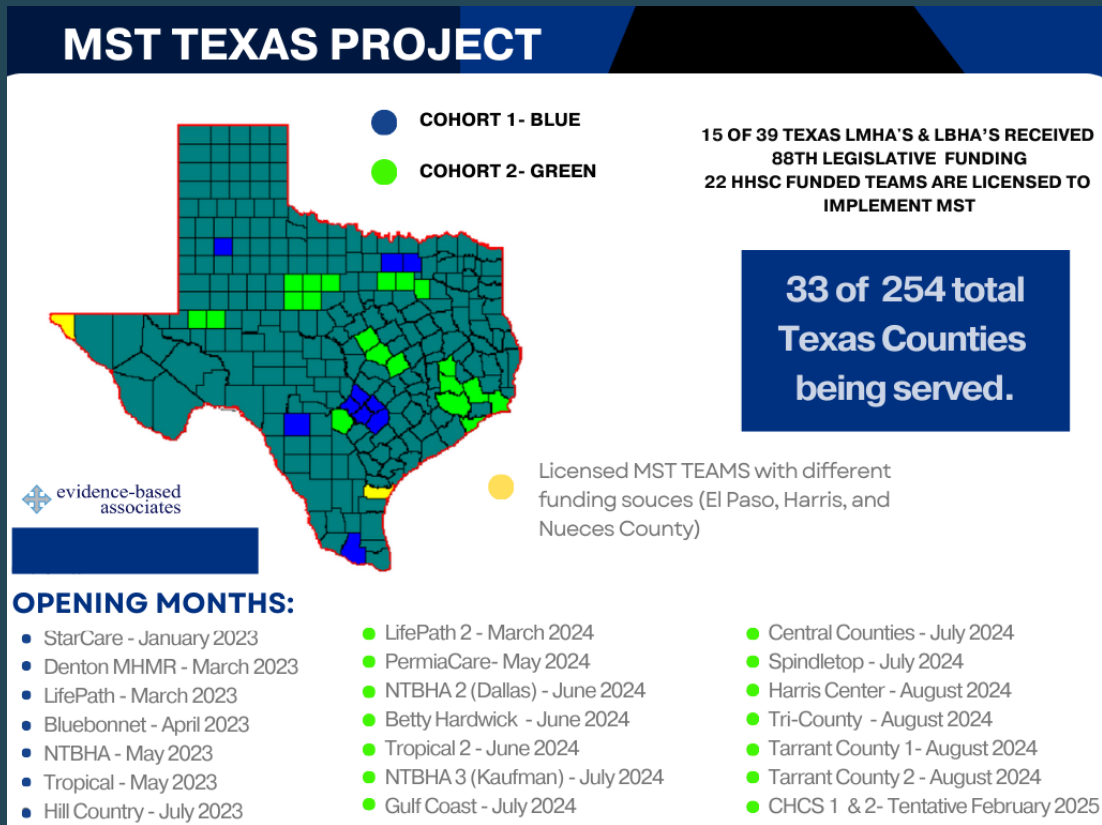 MST TEXAS PROJECT
COHORT 1- BLUE
COHORT 2- GREEN
15 OF 39 TEXAS LMHA'S & LBHA'S RECEIVED
88TH LEGISLATIVE FUNDING
22 HHSC FUNDED TEAMS ARE LICENSED TO
IMPLEMENT MST
33 of 254 total
Texas Counties
being served.
Licensed MST TEAMS with different
funding souces (El Paso, Harris, and
Nueces County)
evidence-based
associates
OPENING MONTHS:
StarCare - January 2023
Denton MHMR - March 2023
LifePath - March 2023
Bluebonnet - April 2023
NTBHA - May 2023
Tropical - May 2023
Hill Country - July 2023
LifePath 2 - March 2024
PermiaCare- May 2024
NTBHA 2 (Dallas) - June 2024
Betty Hardwick - June 2024
Tropical 2 - June 2024
NTBHA 3 (Kaufman) - July 2024
Gulf Coast - July 2024
Central Counties - July 2024
Spindletop - July 2024
Harris Center - August 2024
Tri-County - August 2024
Tarrant County 1- August 2024
Tarrant County 2 - August 2024
CHCS 1 & 2- Tentative February 2025